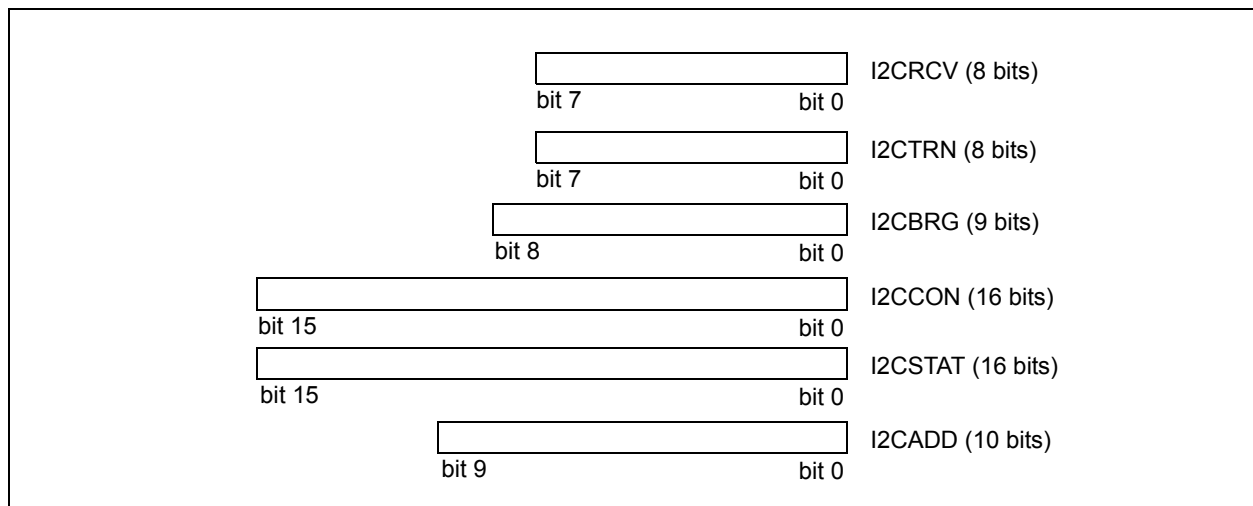 I2CRCV (8 bits)
bit 7 bit 0
I2CTRN (8 bits)
bit 7 bit 0
I2CBRG (9 bits)
bit 8 bit 0
I2CCON (16 bits)
bit 15 bit 0
I2CSTAT (16 bits)
bit 15 bit 0
I2CADD (10 bits)
bit 9 bit 0